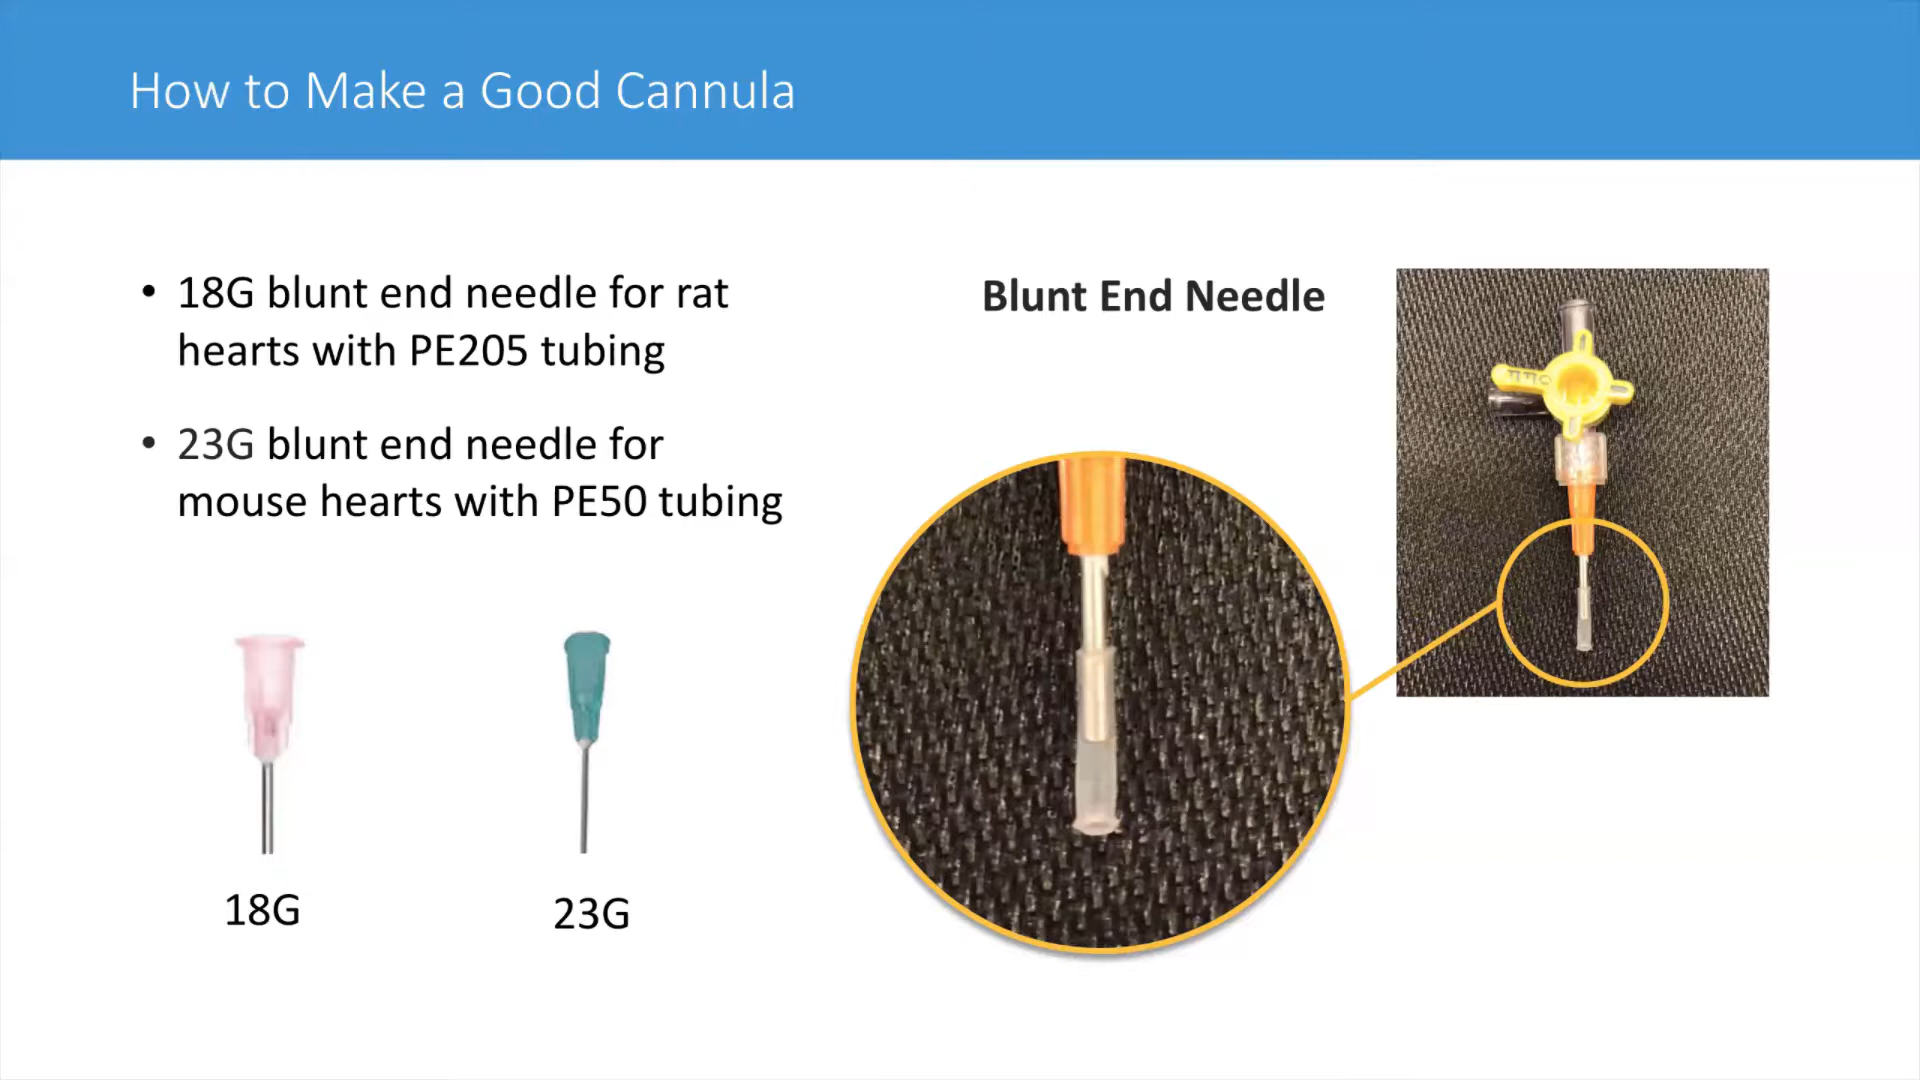 How to Make a Good Cannula
• 18G blunt end needle for rat
hearts with PE205 tubing
• 23G blunt end needle for
mouse hearts with PE50 tubing
Blunt End Needle
18G
23G